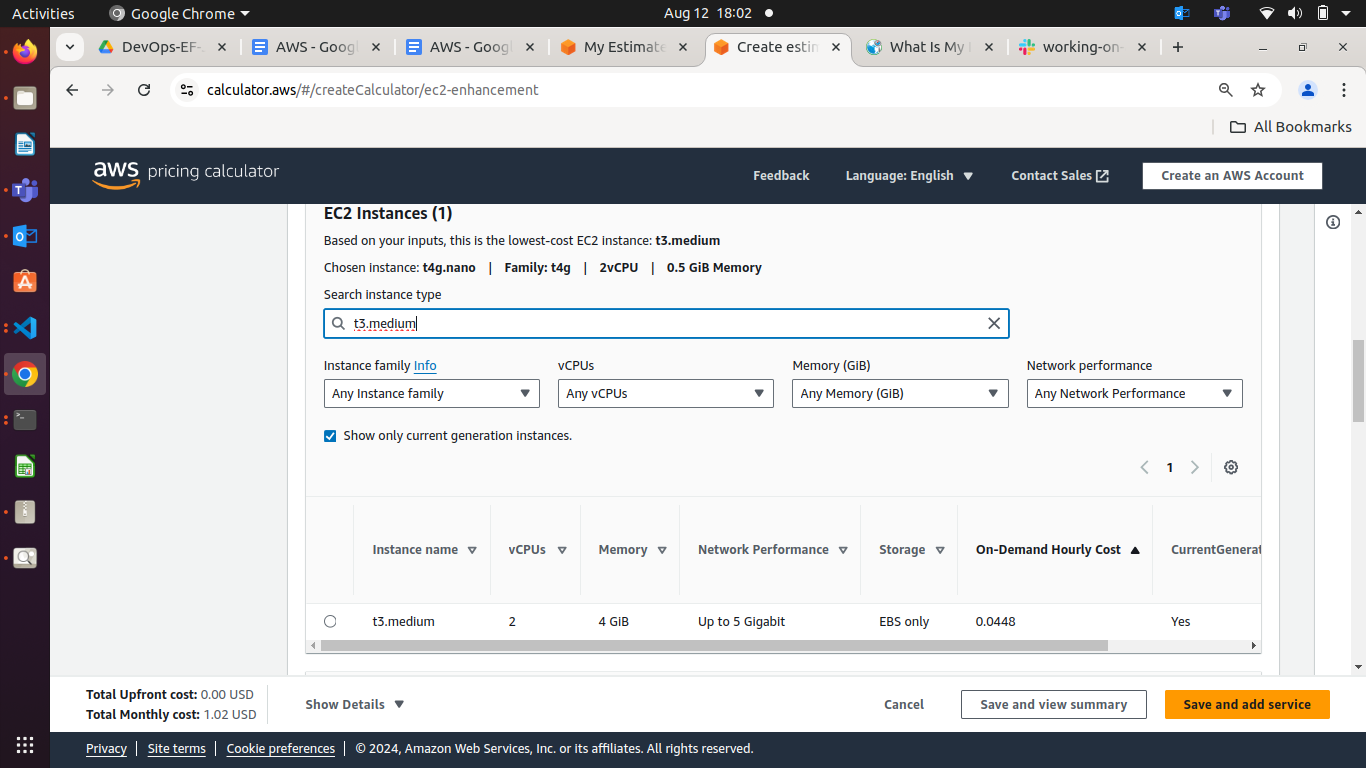 Activities Google Chrome Aug 12 18:02
DevOps-EF- AWS - Goog AWS - Goog My Estimate Create estim What Is My working-on-
calculator.aws/#/createCalculator/ec2-enhancement
All Bookmarks
aws pricing calculator Feedback Language: English Contact Sales Create an AWS Account
EC2 Instances (1)
Based on your inputs, this is the lowest-cost EC2 instance: t3.medium
Chosen instance: t4g.nano | Family: t4g | 2vCPU | 0.5 GiB Memory
Search instance type
t3.medium
Instance family Info vCPUs Memory (GiB) Network performance
Any Instance family Any vCPUs Any Memory (GiB) Any Network Performance
Show only current generation instances.
1
Instance name vCPUs Memory Network Performance Storage On-Demand Hourly Cost CurrentGenerat
t3.medium 2 4 GiB Up to 5 Gigabit EBS only 0.0448 Yes
Total Upfront cost: 0.00 USD
Total Monthly cost: 1.02 USD
Show Details Cancel Save and view summary Save and add service
Privacy | Site terms | Cookie preferences | © 2024, Amazon Web Services, Inc. or its affiliates. All rights reserved.